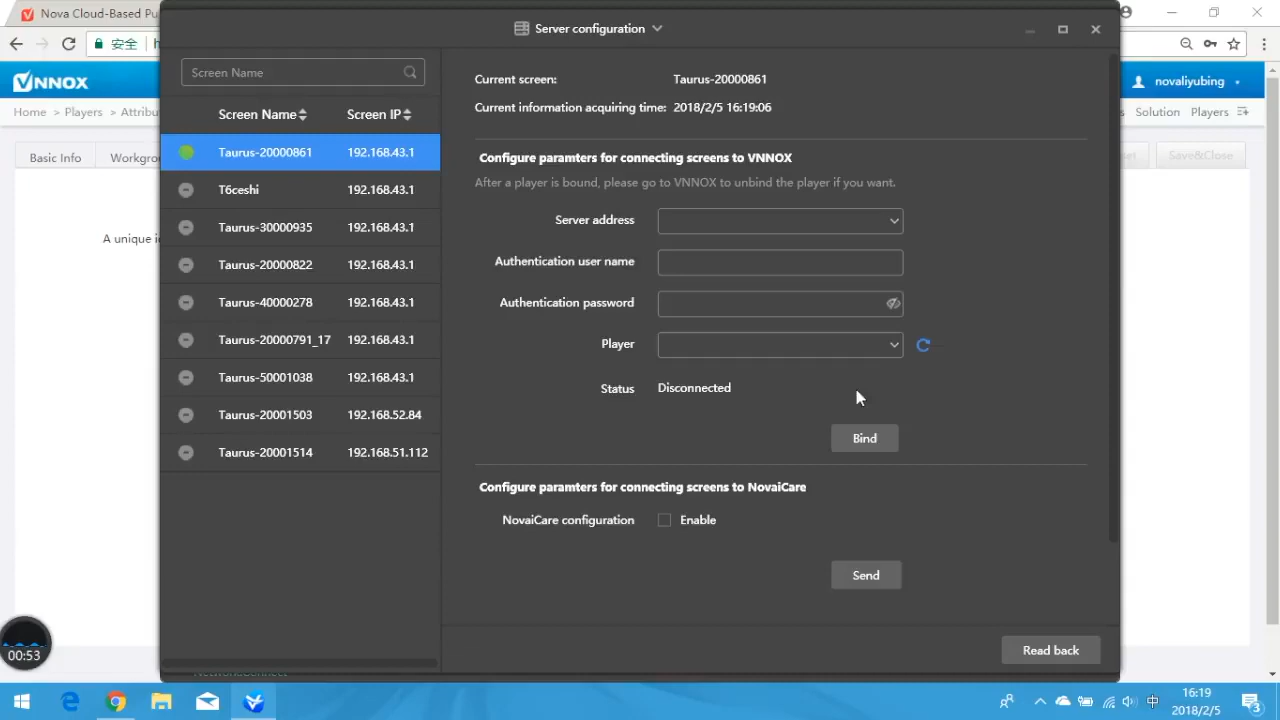 Nova Cloud-Based Pu
安全
VNNOX
novaliyubing
Home > Players > Attribu
Solution Players
Basic Info Workgrou
Save&Close
A unique i
Server configuration
Screen Name
Screen Name Screen IP
Taurus-20000861 192.168.43.1
T6ceshi 192.168.43.1
Taurus-30000935 192.168.43.1
Taurus-20000822 192.168.43.1
Taurus-40000278 192.168.43.1
Taurus-20000791_17 192.168.43.1
Taurus-50001038 192.168.43.1
Taurus-20001503 192.168.52.84
Taurus-20001514 192.168.51.112
Current screen: Taurus-20000861
Current information acquiring time: 2018/2/5 16:19:06
Configure paramters for connecting screens to VNNOX
After a player is bound, please go to VNNOX to unbind the player if you want.
Server address
Authentication user name
Authentication password
Player
Status Disconnected
Bind
Configure paramters for connecting screens to NovaiCare
NovaiCare configuration Enable
Send
Read back
00:53
中
16:19
2018/2/5
3